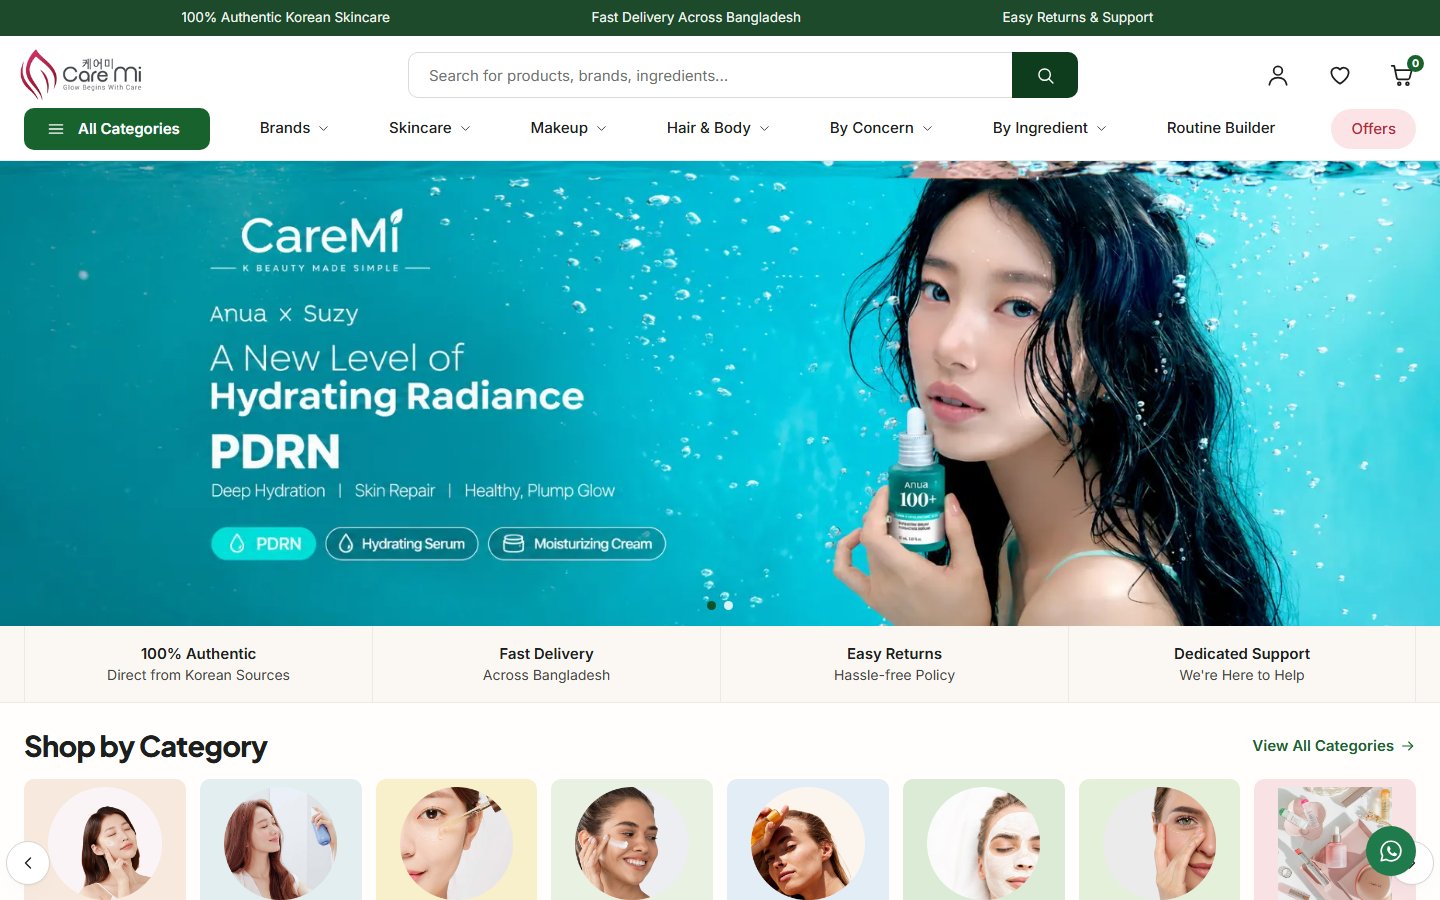 100% Authentic Korean Skincare
Fast Delivery Across Bangladesh
Easy Returns & Support
케어미
Care Mi
Glow Begins With Care
Search for products, brands, ingredients...
0
All Categories
Brands
Skincare
Makeup
Hair & Body
By Concern
By Ingredient
Routine Builder
Offers
CareMi
K BEAUTY MADE SIMPLE
Anua x Suzy
A New Level of
Hydrating Radiance
PDRN
Deep Hydration | Skin Repair | Healthy, Plump Glow
PDRN
Hydrating Serum
Moisturizing Cream
Anua
100+
100% Authentic
Direct from Korean Sources
Fast Delivery
Across Bangladesh
Easy Returns
Hassle-free Policy
Dedicated Support
We're Here to Help
Shop by Category
View All Categories